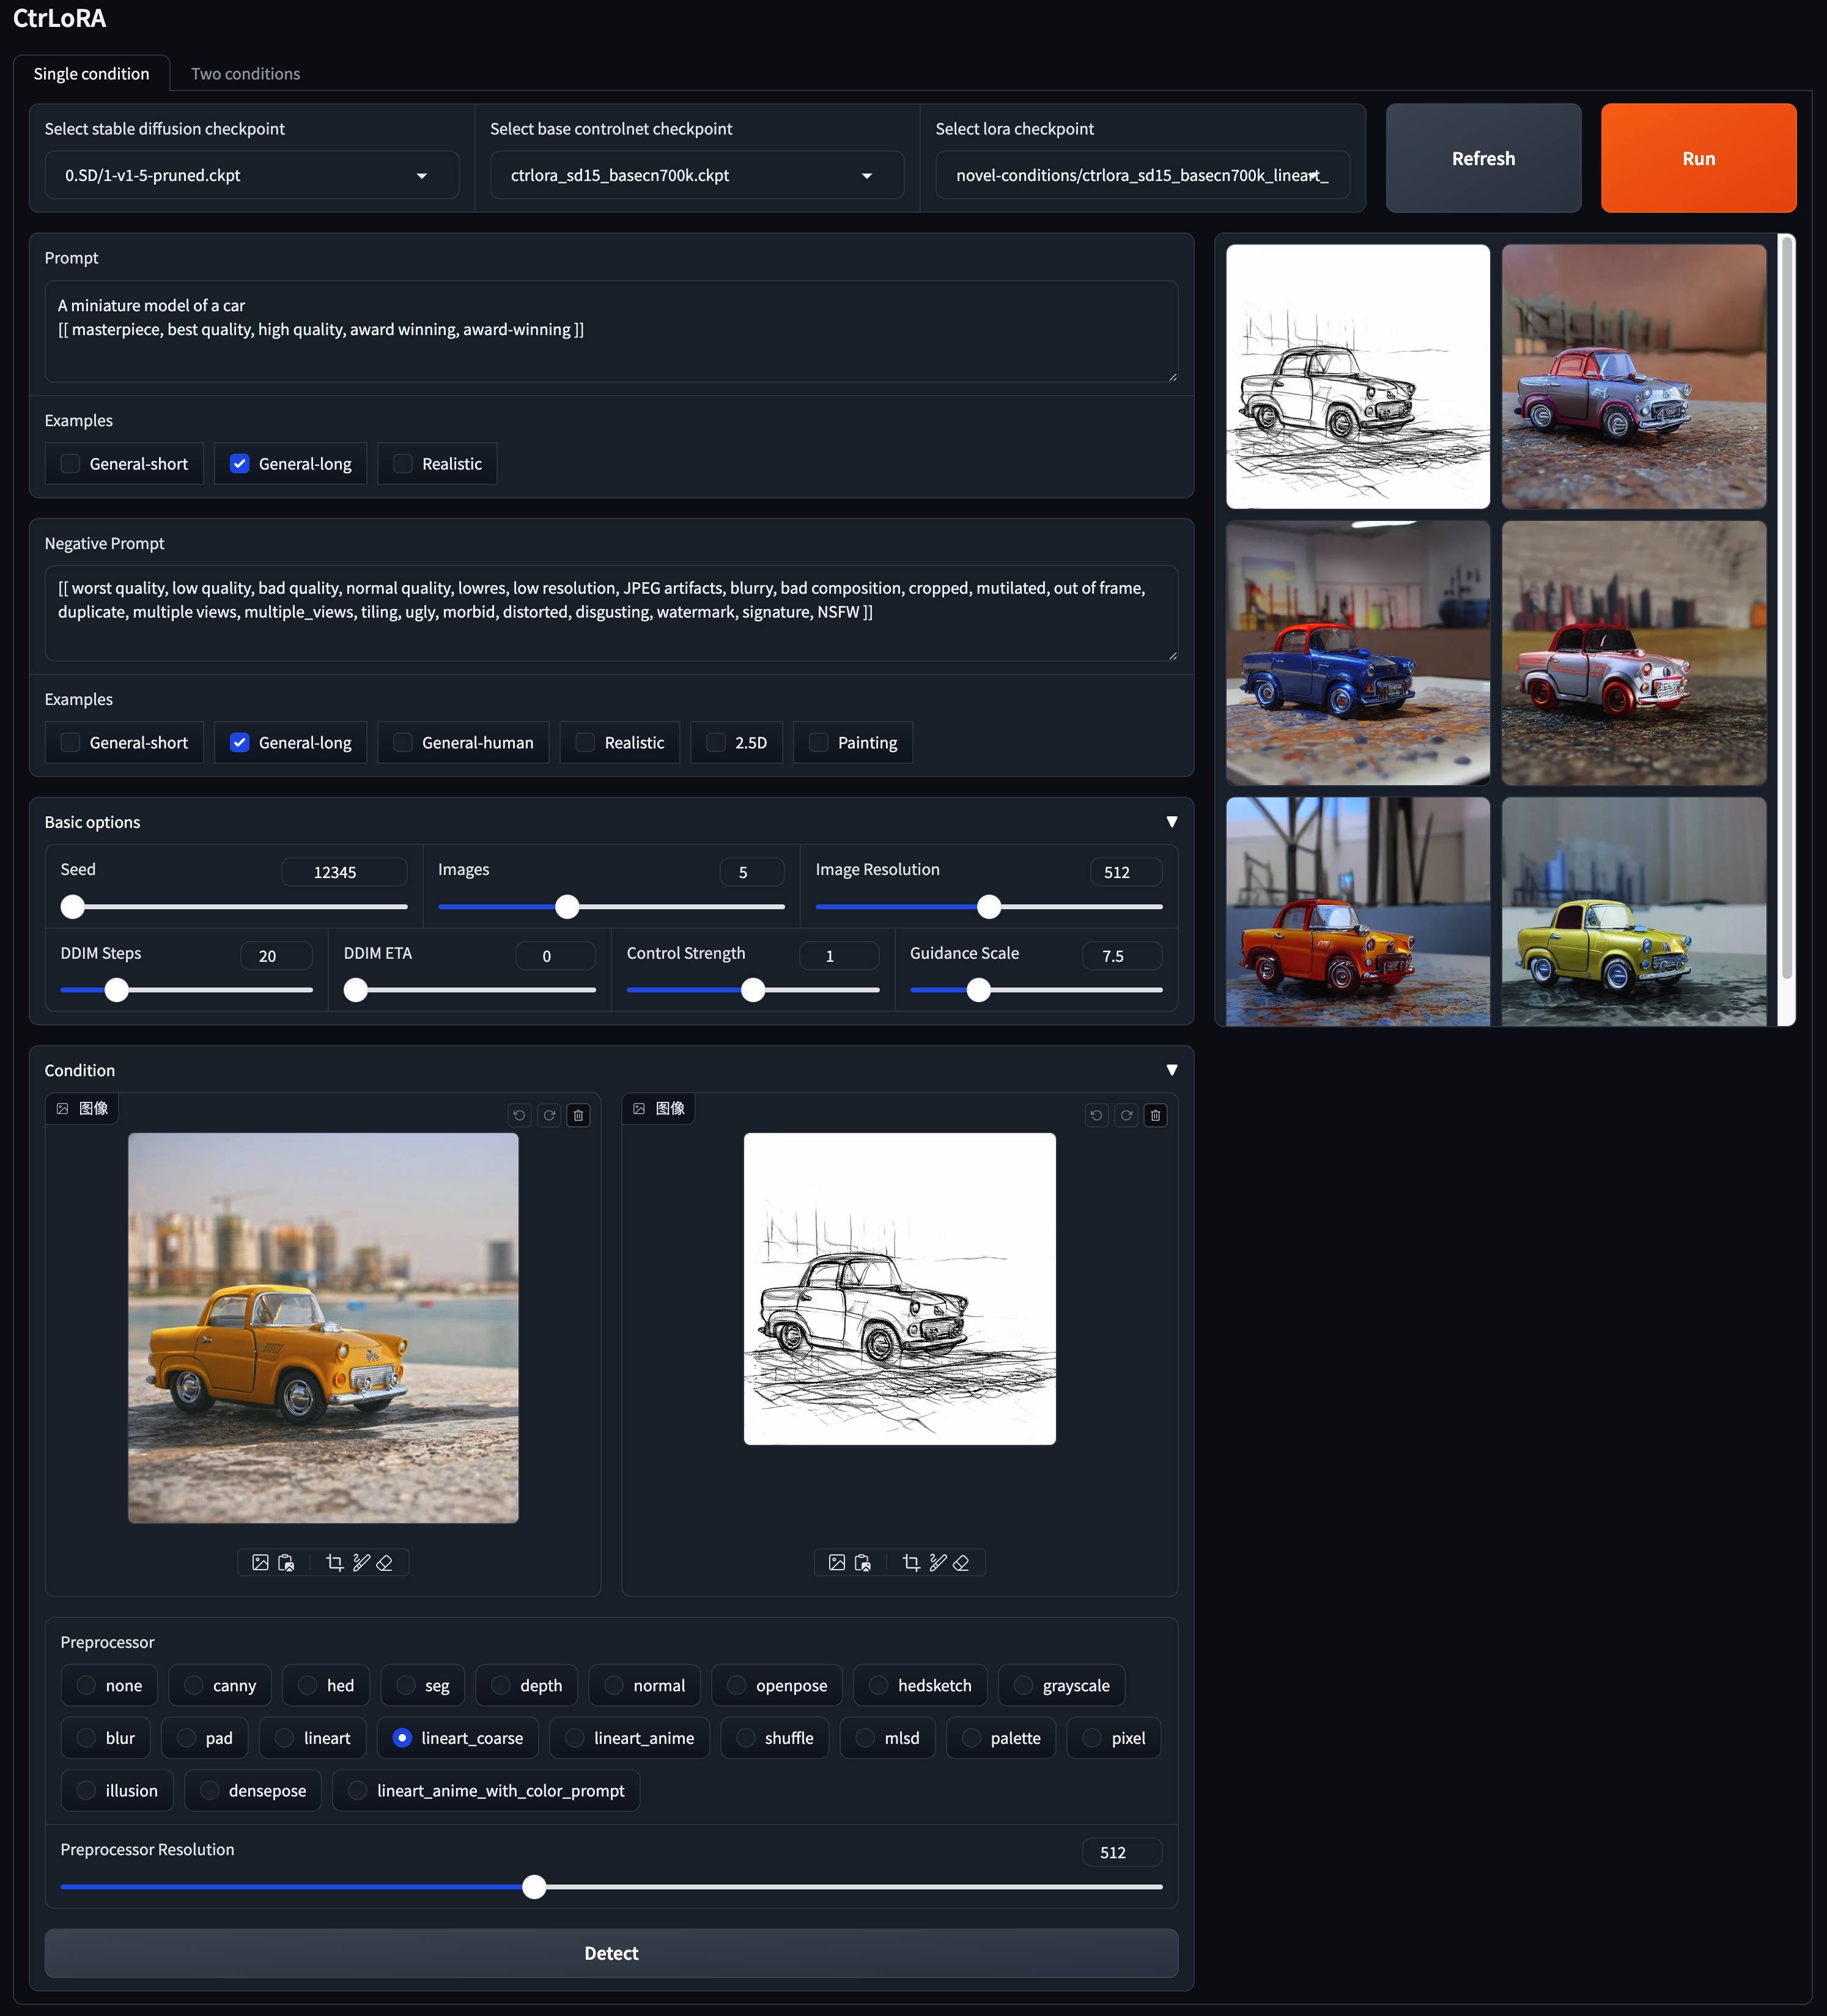 CtrLoRA
Single condition
Two conditions
Select stable diffusion checkpoint
0.SD/1-v1-5-pruned.ckpt
Select base controlnet checkpoint
ctrlora_sd15_basecn700k.ckpt
Select lora checkpoint
novel-conditions/ctrlora_sd15_basecn700k_lineart_
Refresh
Run
Prompt
A miniature model of a car
[[ masterpiece, best quality, high quality, award winning, award-winning ]]
Examples
General-short
General-long
Realistic
Negative Prompt
[[ worst quality, low quality, bad quality, normal quality, lowres, low resolution, JPEG artifacts, blurry, bad composition, cropped, mutilated, out of frame,
duplicate, multiple views, multiple_views, tiling, ugly, morbid, distorted, disgusting, watermark, signature, NSFW ]]
Examples
General-short
General-long
General-human
Realistic
2.5D
Painting
Basic options
Seed
12345
Images
5
Image Resolution
512
DDIM Steps
20
DDIM ETA
0
Control Strength
1
Guidance Scale
7.5
Condition
图像
图像
Preprocessor
none
canny
hed
seg
depth
normal
openpose
hedsketch
grayscale
blur
pad
lineart
lineart_coarse
lineart_anime
shuffle
mlsd
palette
pixel
illusion
densepose
lineart_anime_with_color_prompt
Preprocessor Resolution
512
Detect